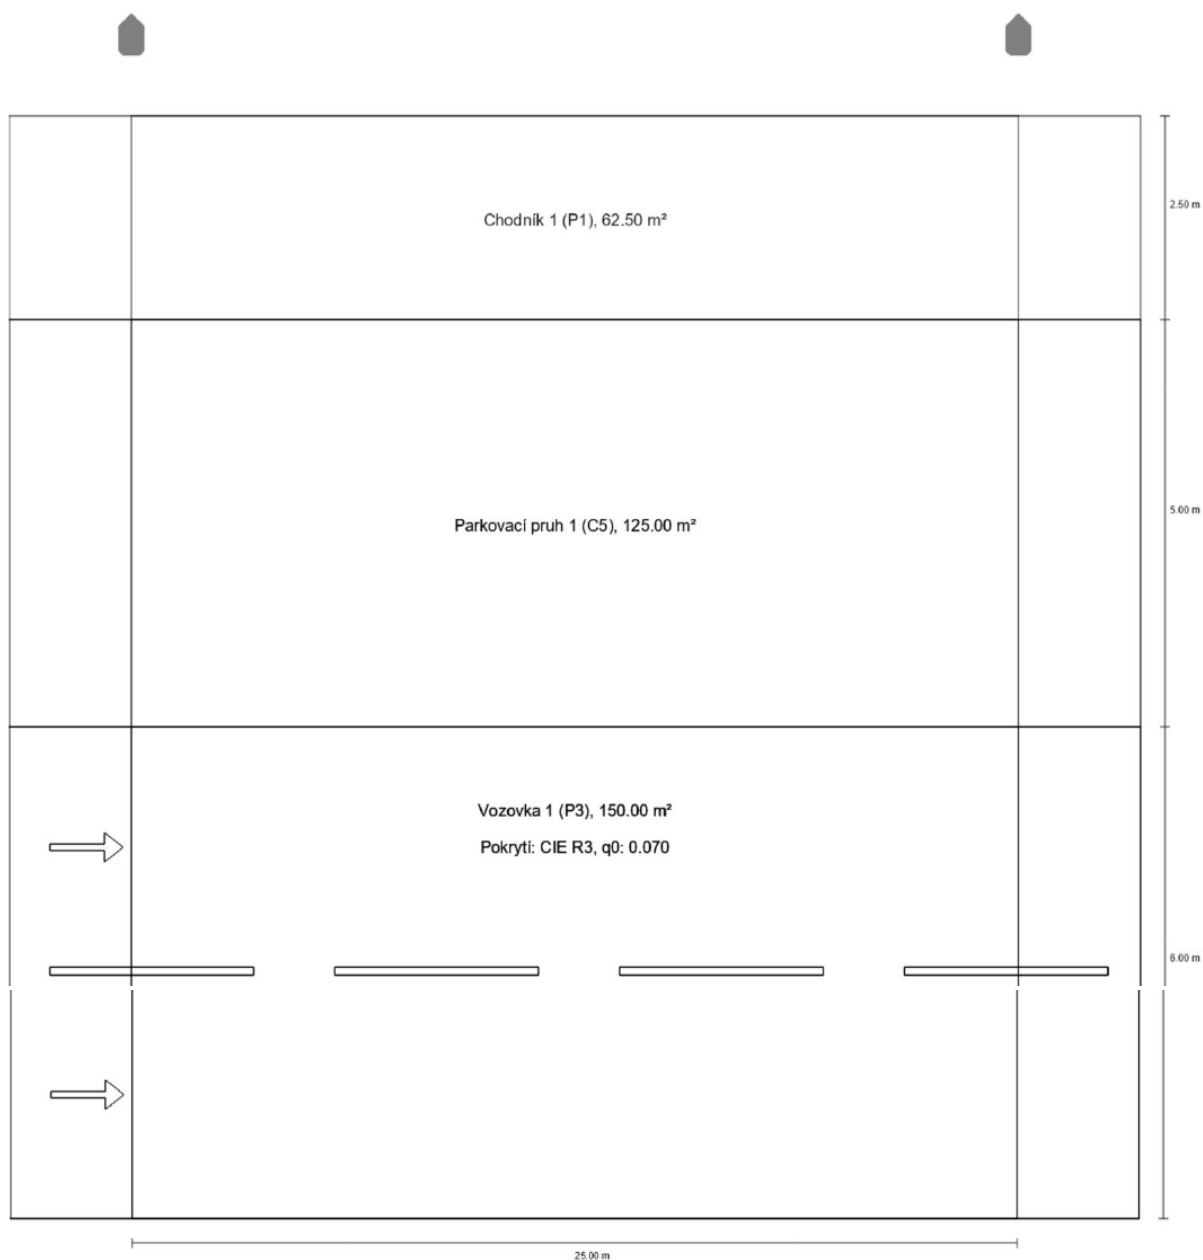 Chodník 1 (P1), 62.50 m²
2.50 m
Parkovací pruh 1 (C5), 125.00 m²
5.00 m
Vozovka 1 (P3), 150.00 m²
Pokrytí: CIE R3, q0: 0.070
6.00 m
25.00 m